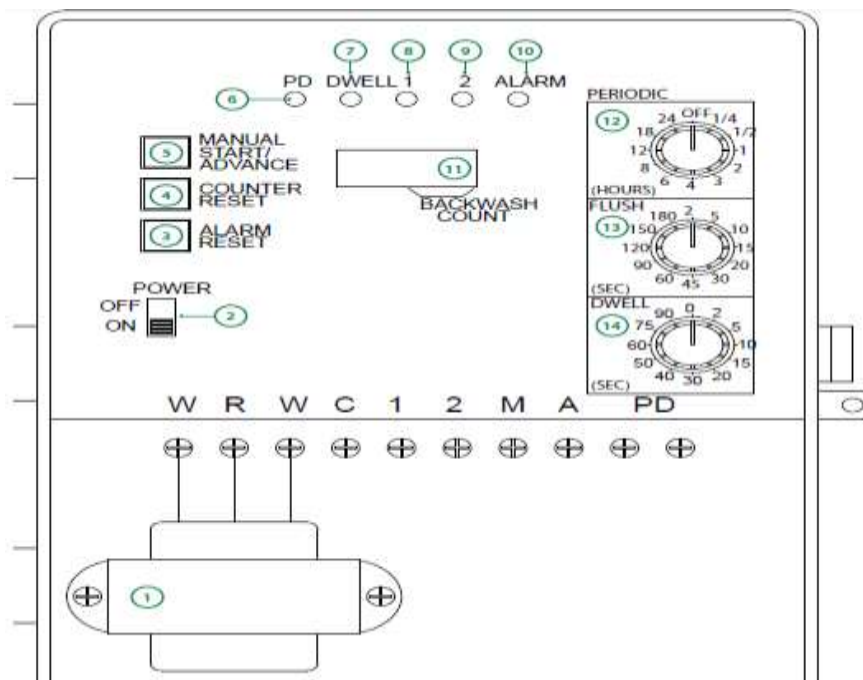 7 8 9 10
PD DWELL 1 2 ALARM
6
PERIODIC
12
OFF 1/4 1/2 1 2 3 4 6 8 12 18 24
(HOURS)
5 MANUAL
START/
ADVANCE
4 COUNTER
RESET
3 ALARM
RESET
11
BACKWASH
COUNT
FLUSH
13
2 5 10 15 20 30 45 60 90 120 150 180
(SEC)
POWER
OFF
ON
2
DWELL
14
0 2 5 10 15 20 30 40 50 60 75 90
(SEC)
W R W C 1 2 M A PD
1